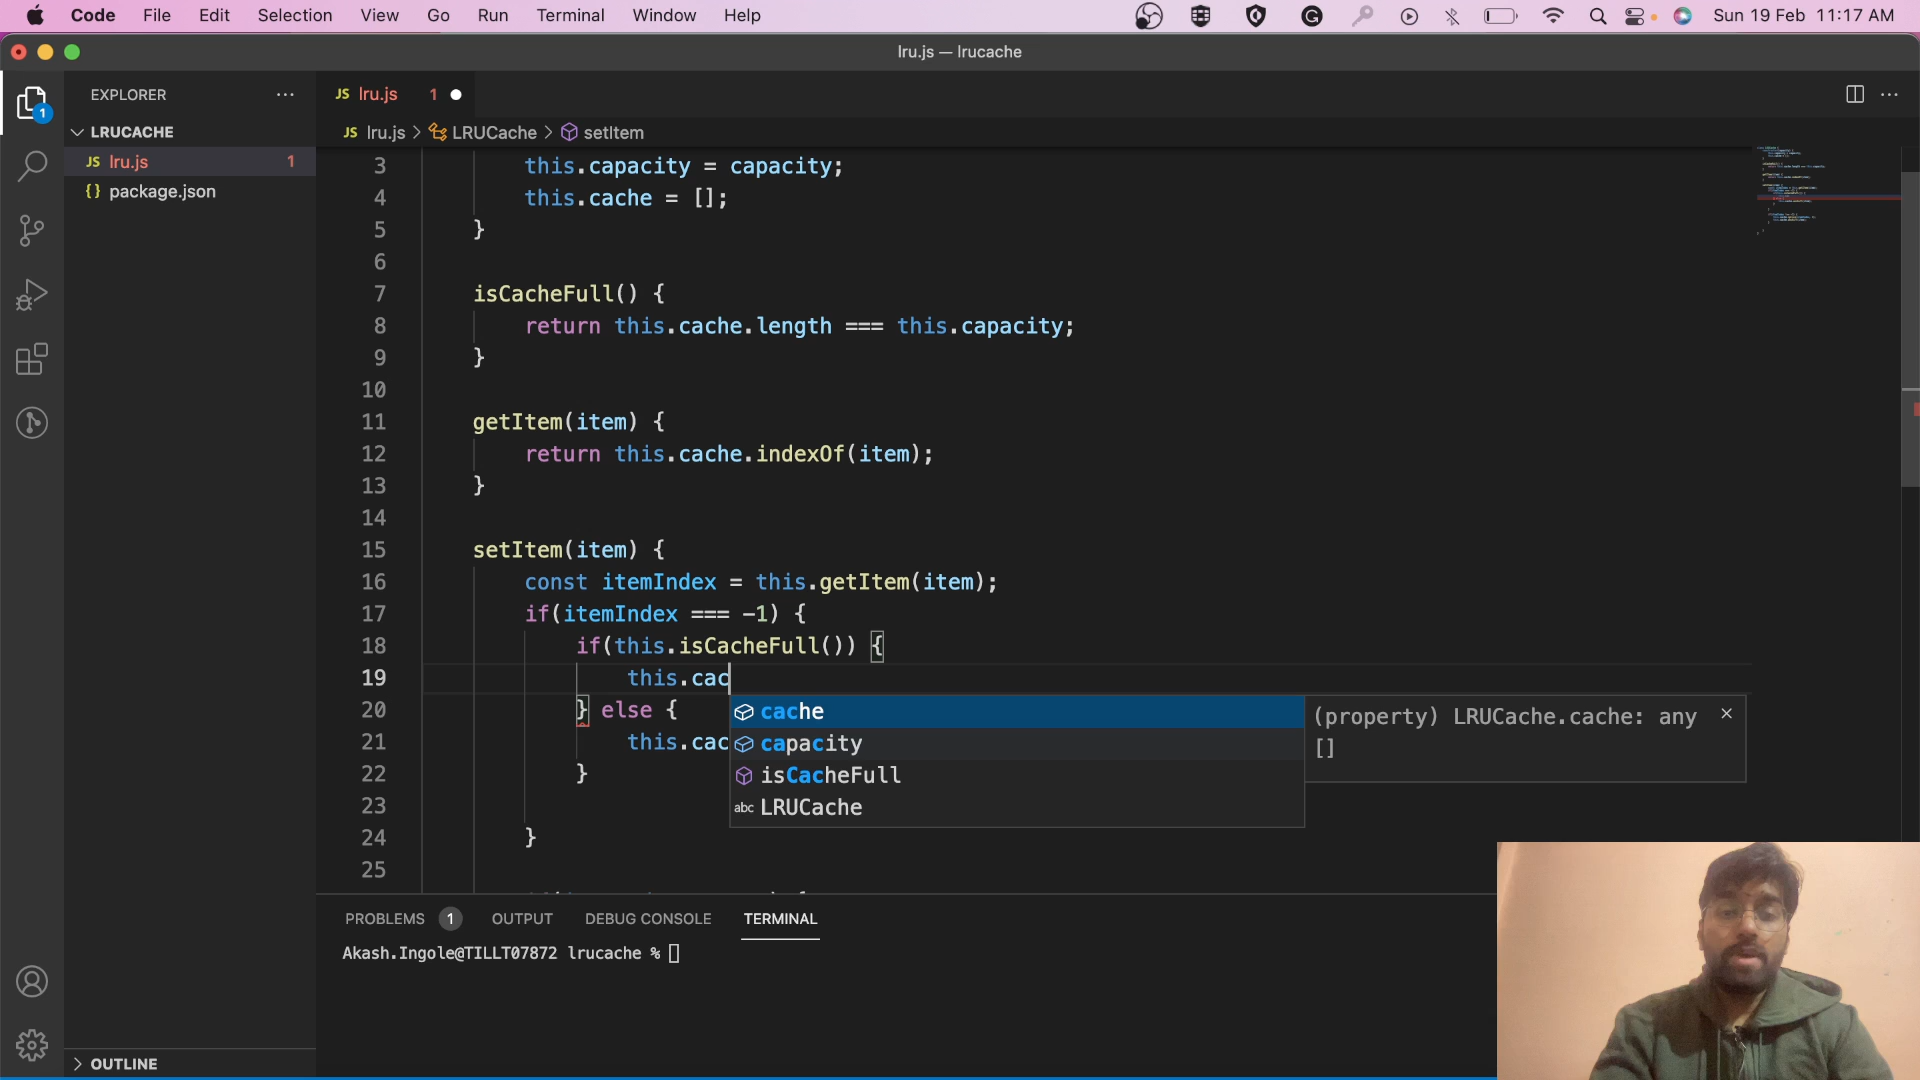 Code File Edit Selection View Go Run Terminal Window Help Sun 19 Feb 11:17 AM
lru.js — lrucache
EXPLORER
LRUCACHE
JS lru.js 1
{} package.json
OUTLINE
1
JS lru.js 1
JS lru.js > LRUCache > setItem
3 this.capacity = capacity;
4 this.cache = [];
5 }
6
7 isCacheFull() {
8 return this.cache.length === this.capacity;
9 }
10
11 getItem(item) {
12 return this.cache.indexOf(item);
13 }
14
15 setItem(item) {
16 const itemIndex = this.getItem(item);
17 if(itemIndex === -1) {
18 if(this.isCacheFull()) {
19 this.cac
20 } else {
21 this.cac
22 }
23
24 }
25
cache
capacity
isCacheFull
abc LRUCache
(property) LRUCache.cache: any
[]
PROBLEMS 1 OUTPUT DEBUG CONSOLE TERMINAL
Akash.Ingole@TILLT07872 lrucache %